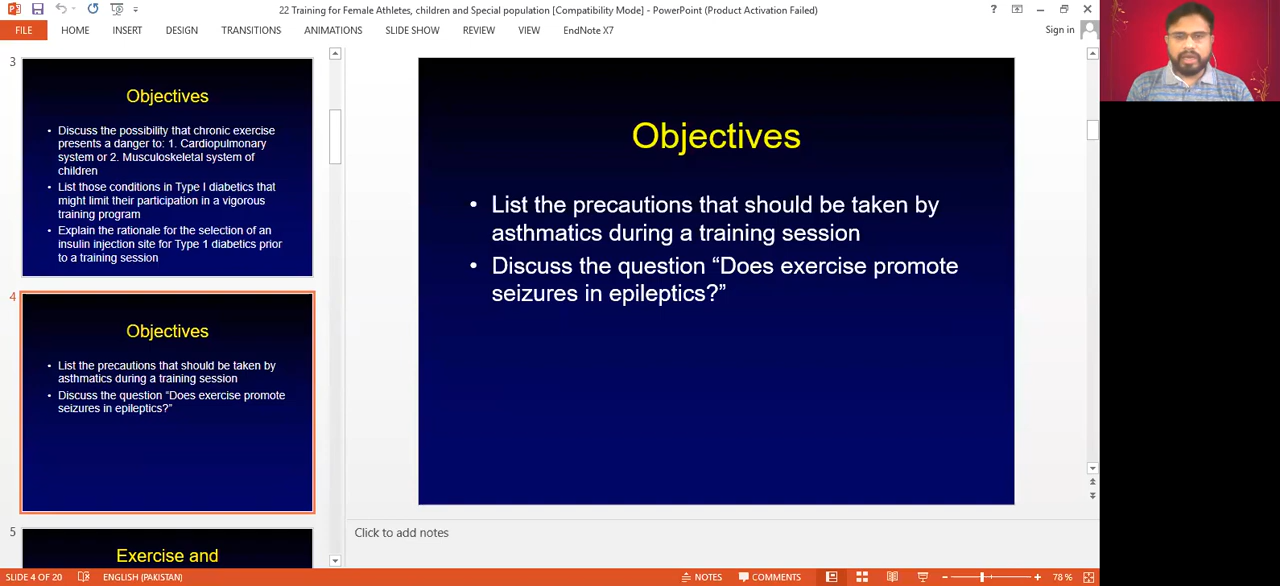 22 Training for Female Athletes, children and Special population [Compatibility Mode] - PowerPoint (Product Activation Failed)
?
FILE HOME INSERT DESIGN TRANSITIONS ANIMATIONS SLIDE SHOW REVIEW VIEW EndNote X7 Sign in
3
Objectives
• Discuss the possibility that chronic exercise
presents a danger to: 1. Cardiopulmonary
system or 2. Musculoskeletal system of
children
• List those conditions in Type I diabetics that
might limit their participation in a vigorous
training program
• Explain the rationale for the selection of an
insulin injection site for Type 1 diabetics prior
to a training session
4
Objectives
• List the precautions that should be taken by
asthmatics during a training session
• Discuss the question “Does exercise promote
seizures in epileptics?”
5
Exercise and
Objectives
• List the precautions that should be taken by
asthmatics during a training session
• Discuss the question “Does exercise promote
seizures in epileptics?”
Click to add notes
SLIDE 4 OF 20 ENGLISH (PAKISTAN) NOTES COMMENTS 78 %